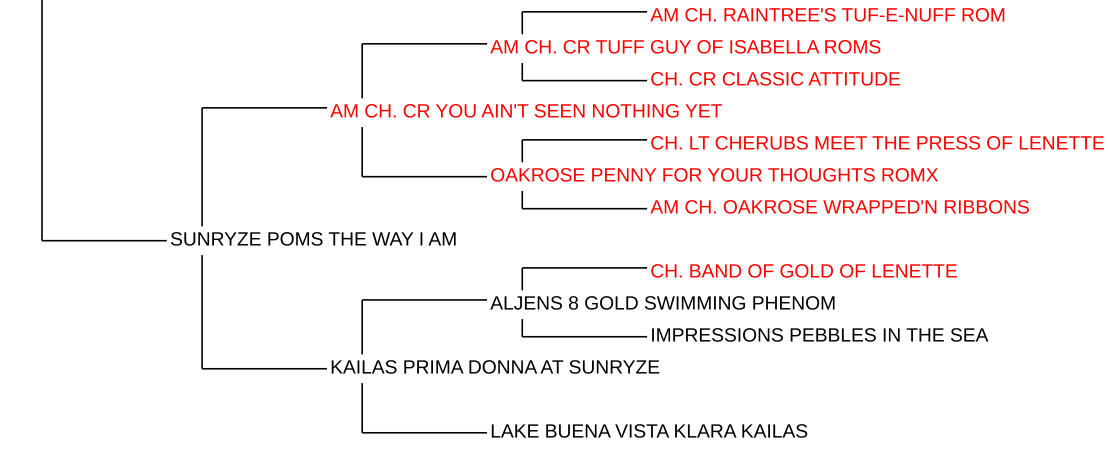 AM CH. RAINTREE'S TUF-E-NUFF ROM
AM CH. CR TUFF GUY OF ISABELLA ROMS
CH. CR CLASSIC ATTITUDE
AM CH. CR YOU AIN'T SEEN NOTHING YET
CH. LT CHERUBS MEET THE PRESS OF LENETTE
OAKROSE PENNY FOR YOUR THOUGHTS ROMX
AM CH. OAKROSE WRAPPED'N RIBBONS
SUNRYZE POMS THE WAY I AM
CH. BAND OF GOLD OF LENETTE
ALJENS 8 GOLD SWIMMING PHENOM
IMPRESSIONS PEBBLES IN THE SEA
KAILAS PRIMA DONNA AT SUNRYZE
LAKE BUENA VISTA KLARA KAILAS